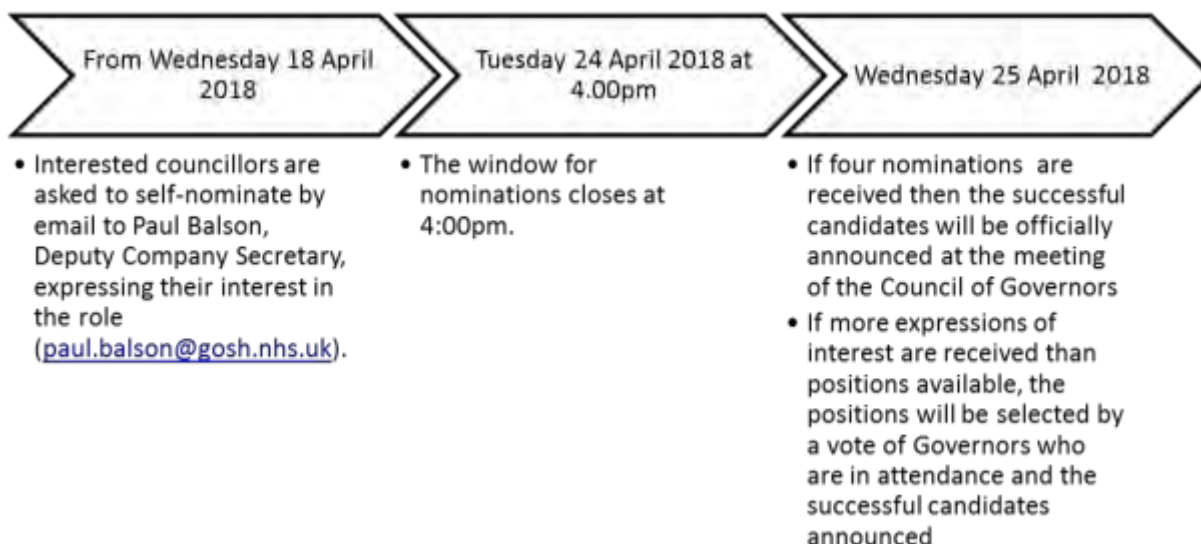 From Wednesday 18 April
2018
Tuesday 24 April 2018 at
4.00pm
Wednesday 25 April 2018
• Interested councillors are
asked to self-nominate by
email to Paul Balson,
Deputy Company Secretary,
expressing their interest in
the role
(paul.balson@gosh.nhs.uk).
• The window for
nominations closes at
4:00pm.
• If four nominations are
received then the successful
candidates will be officially
announced at the meeting
of the Council of Governors
• If more expressions of
interest are received than
positions available, the
positions will be selected by
a vote of Governors who
are in attendance and the
successful candidates
announced